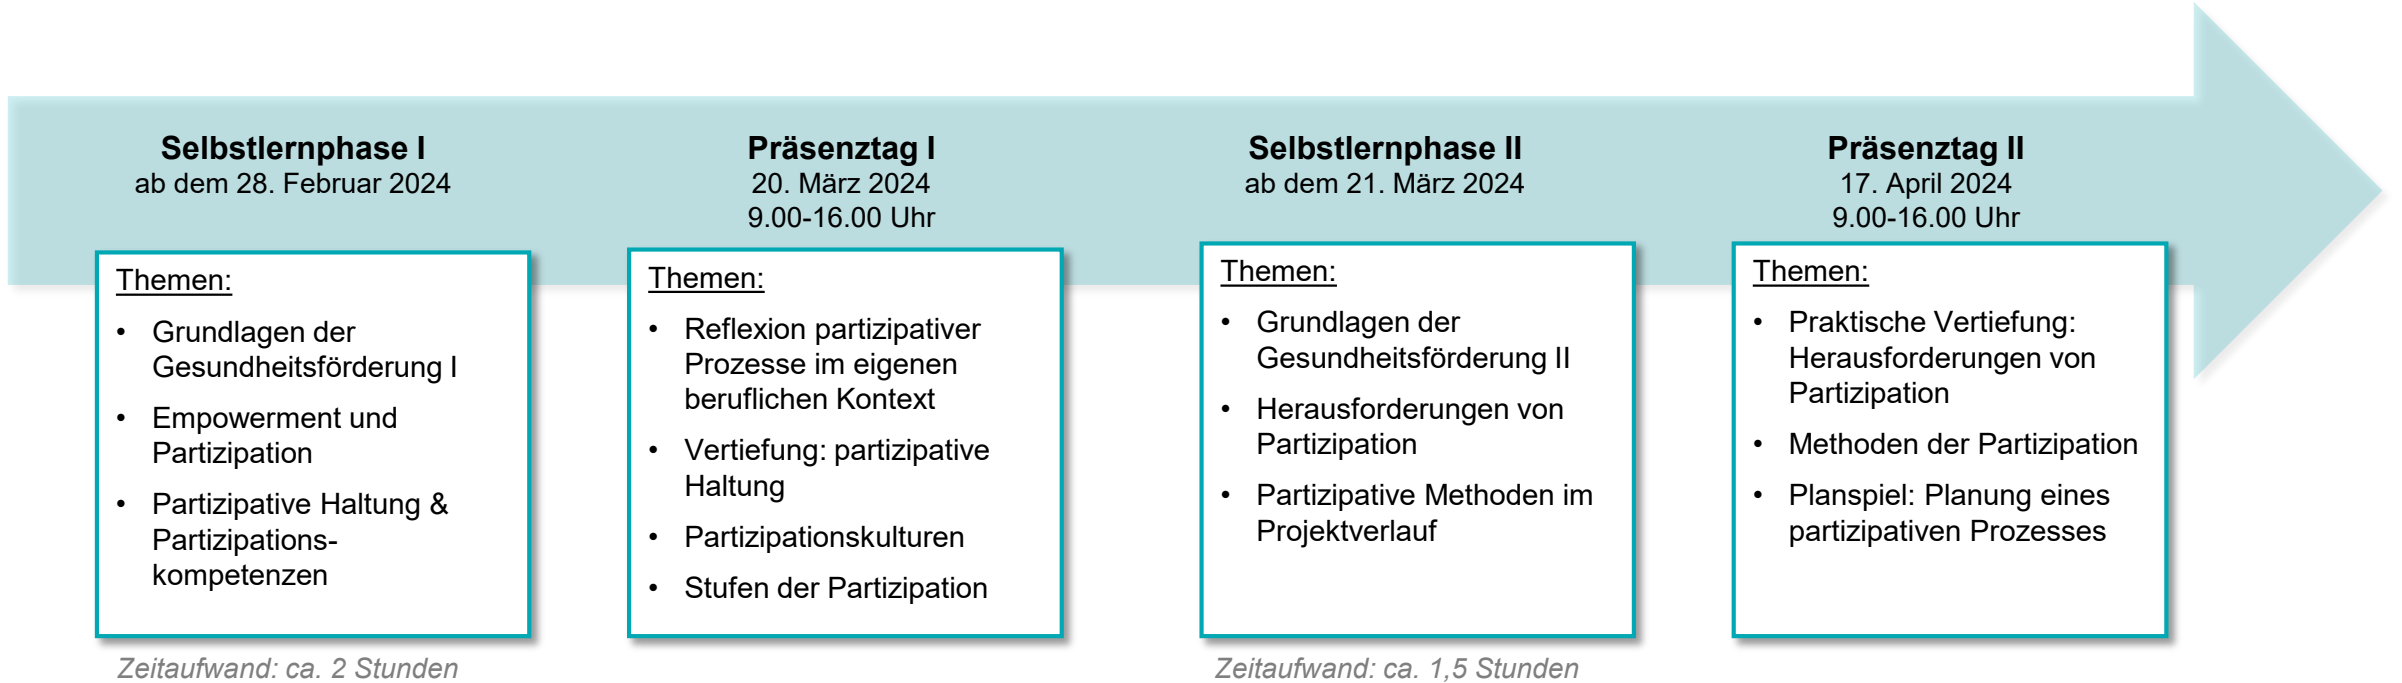 Selbstlernphase I
ab dem 28. Februar 2024
Themen:
• Grundlagen der
Gesundheitsförderung I
• Empowerment und
Partizipation
• Partizipative Haltung &
Partizipations-
kompetenzen
Zeitaufwand: ca. 2 Stunden
Präsenztag I
20. März 2024
9.00-16.00 Uhr
Themen:
• Reflexion partizipativer
Prozesse im eigenen
beruflichen Kontext
• Vertiefung: partizipative
Haltung
• Partizipationskulturen
• Stufen der Partizipation
Selbstlernphase II
ab dem 21. März 2024
Themen:
• Grundlagen der
Gesundheitsförderung II
• Herausforderungen von
Partizipation
• Partizipative Methoden im
Projektverlauf
Zeitaufwand: ca. 1,5 Stunden
Präsenztag II
17. April 2024
9.00-16.00 Uhr
Themen:
• Praktische Vertiefung:
Herausforderungen von
Partizipation
• Methoden der Partizipation
• Planspiel: Planung eines
partizipativen Prozesses